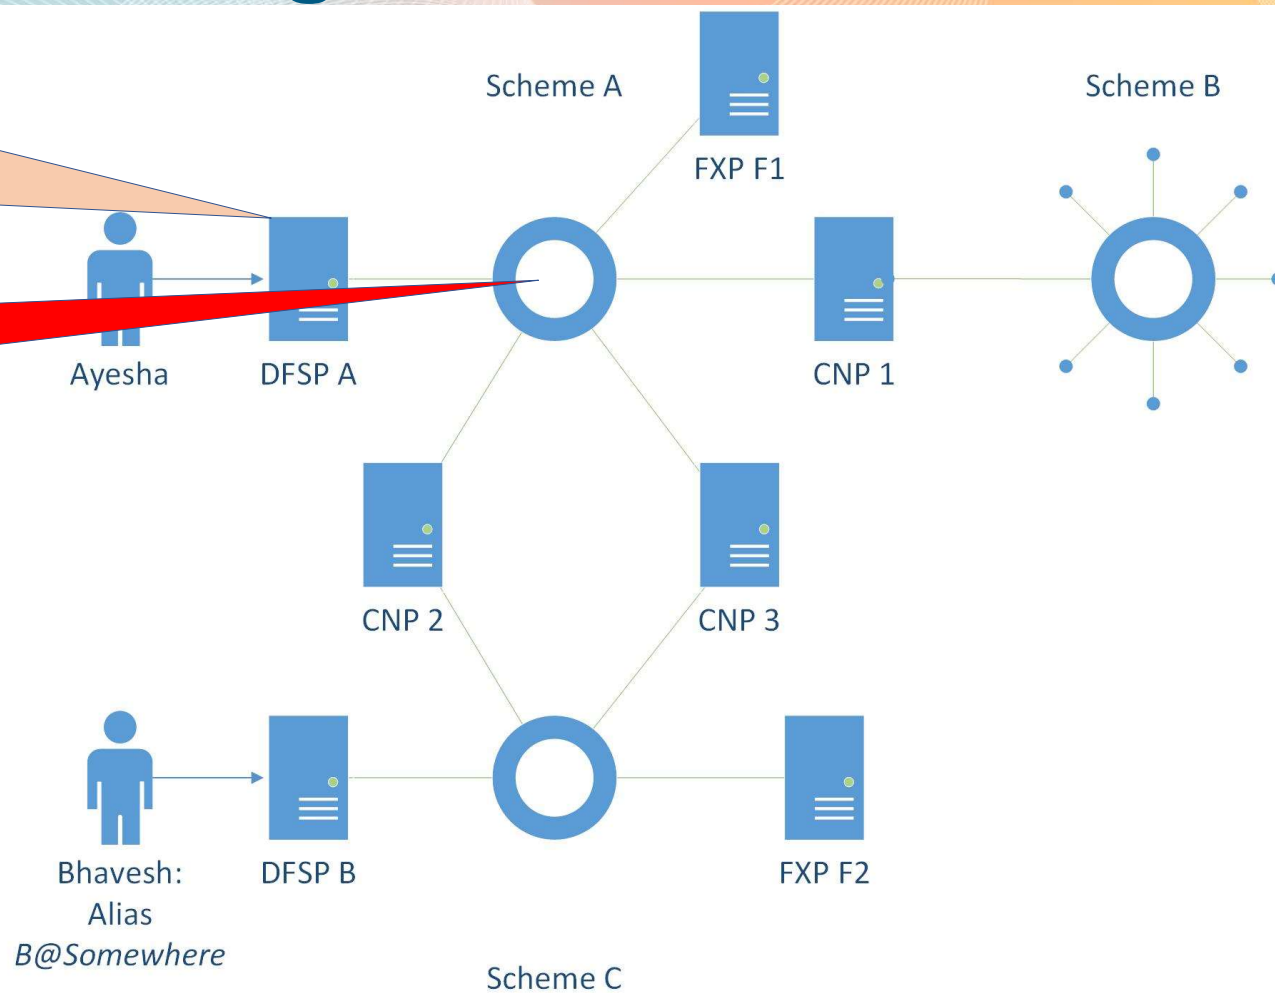 Scheme A
Scheme B
FXP F1
Ayesha
DFSP A
CNP 1
CNP 2
CNP 3
Bhavesh:
Alias
B@Somewhere
DFSP B
FXP F2
Scheme C